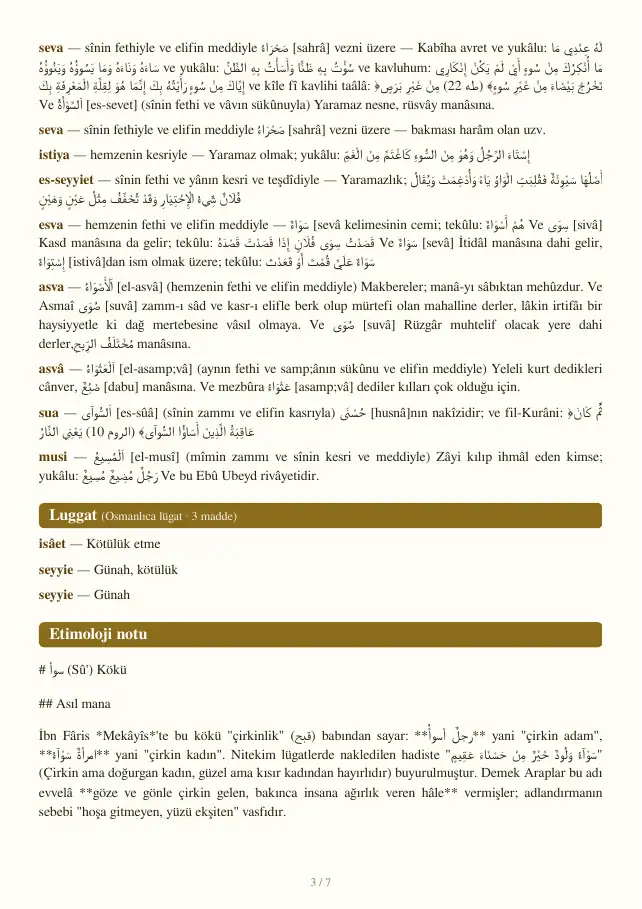 seva — sînin fethiyle ve elifin meddiyle صَحْرَاءُ [sahrâ] vezni üzere — Kabîha avret ve yukâlu: لَهُ عِنْدِي مَا
سَاءَهُ وَنَاءَهُ وَمَا يَسُوؤُهُ وَيَنُوؤُهُ ve yukâlu: سُؤْتُ بِهِ ظَنًّا وَأَسَأْتُ بِهِ الظَّنَّ ve kavluhum: مَا أُنْكِرُكَ مِنْ سُوءٍ أَيْ لَمْ يَكُنْ إِنْكَارِي
إِيَّاكَ مِنْ سُوءٍ رَأَيْتُهُ بِكَ إِنَّمَا هُوَ لِقِلَّةِ الْمَعْرِفَةِ بِكَ ve kîle fî kavlihi taâlâ: ﴿تَخْرُجْ بَيْضَاءَ مِنْ غَيْرِ سُوءٍ﴾ (طه 22) مِنْ غَيْرِ بَرَصٍ
Ve اَلسَّوْأَةُ [es-sevet] (sînin fethi ve vâvın sükûnuyla) Yaramaz nesne, rüsvây manâsına.
seva — sînin fethiyle ve elifin meddiyle صَحْرَاءُ [sahrâ] vezni üzere — bakması harâm olan uzv.
istiya — hemzenin kesriyle — Yaramaz olmak; yukâlu: إِسْتَاءَ الرَّجُلُ وَهُوَ مِنَ السُّوءِ كَاغْتَمَّ مِنَ الْغَمِّ
es-seyyiet — sînin fethi ve yânın kesri ve teşdîdiyle — Yaramazlık; أَصْلُهَا سَيْوِئَةٌ فَقُلِبَتِ الْوَاوُ يَاءً وَأُدْغِمَتْ وَيُقَالُ
فُلَانٌ سَيِّءُ الْإِخْتِيَارِ وَقَدْ تُخَفَّفُ مِثْلُ هَيِّنٍ وَهَيْنٍ
esva — hemzenin fethi ve elifin meddiyle — سَوَاءٌ [sevâ kelimesinin cemi; tekûlu: هُمْ أَسْوَاءٌ Ve سِوَى [sivâ]
Kasd manâsına da gelir; tekûlu: قَصَدْتُ سِوَى فُلَانٍ إِذَا قَصَدْتَ قَصْدَهُ Ve سَوَاءٌ [sevâ] İtidâl manâsına dahi gelir,
إِسْتِوَاءٌ [istivâ]dan ism olmak üzere; tekûlu: سَوَاءٌ عَلَيَّ قُمْتَ أَوْ قَعَدْتَ
asva — اَلْأَصْوَاءُ [el-asvâ] (hemzenin fethi ve elifin meddiyle) Makbereler; manâ-yı sâbıktan mehûzdur. Ve
Asmaî صُوًى [suvâ] zamm-ı sâd ve kasr-ı elifle berk olup mürtefi olan mahalline derler, lâkin irtifâı bir
haysiyyetle ki dağ mertebesine vâsıl olmaya. Ve صُوًى [suvâ] Rüzgâr muhtelif olacak yere dahi
derler, مُخْتَلَفُ الرِّيحِ manâsına.
asvâ — اَلْعَثْوَاءُ [el-asamp;vâ] (aynın fethi ve samp;ânın sükûnu ve elifin meddiyle) Yeleli kurt dedikleri
cânver, ضَبُعٌ [dabu] manâsına. Ve mezbûra عَثْوَاءُ [asamp;vâ] dediler kılları çok olduğu için.
sua — اَلسُّوآى [es-sûâ] (sînin zammı ve elifin kasrıyla) حُسْنَى [husnâ]nın nakîzidir; ve fil-Kurâni: ﴿ثُمَّ كَانَ
عَاقِبَةُ الَّذِينَ أَسَاؤُا السُّوآى﴾ (الروم 10) يَعْنِي النَّارُ
musi — اَلْمُسِيعُ [el-musî] (mîmin zammı ve sînin kesri ve meddiyle) Zâyi kılıp ihmâl eden kimse;
yukâlu: رَجُلٌ مُضِيعٌ مُسِيعٌ Ve bu Ebû Ubeyd rivâyetidir.
Luggat (Osmanlıca lügat · 3 madde)
isâet — Kötülük etme
seyyie — Günah, kötülük
seyyie — Günah
Etimoloji notu
# سوأ (Sû') Kökü
## Asıl mana
İbn Fâris *Mekâyîs*'te bu kökü "çirkinlik" (قبح) babından sayar: **رجلٌ أسوأُ** yani "çirkin adam",
**امرأةٌ سَوْآءُ** yani "çirkin kadın". Nitekim lügatlerde nakledilen hadiste "سَوْآءُ وَلُودٌ خَيْرٌ مِنْ حَسْنَاءَ عَقِيمٍ"
(Çirkin ama doğurgan kadın, güzel ama kısır kadından hayırlıdır) buyurulmuştur. Demek Araplar bu adı
evvelâ **göze ve gönle çirkin gelen, bakınca insana ağırlık veren hâle** vermişler; adlandırmanın
sebebi "hoşa gitmeyen, yüzü ekşiten" vasfıdır.
3 / 7